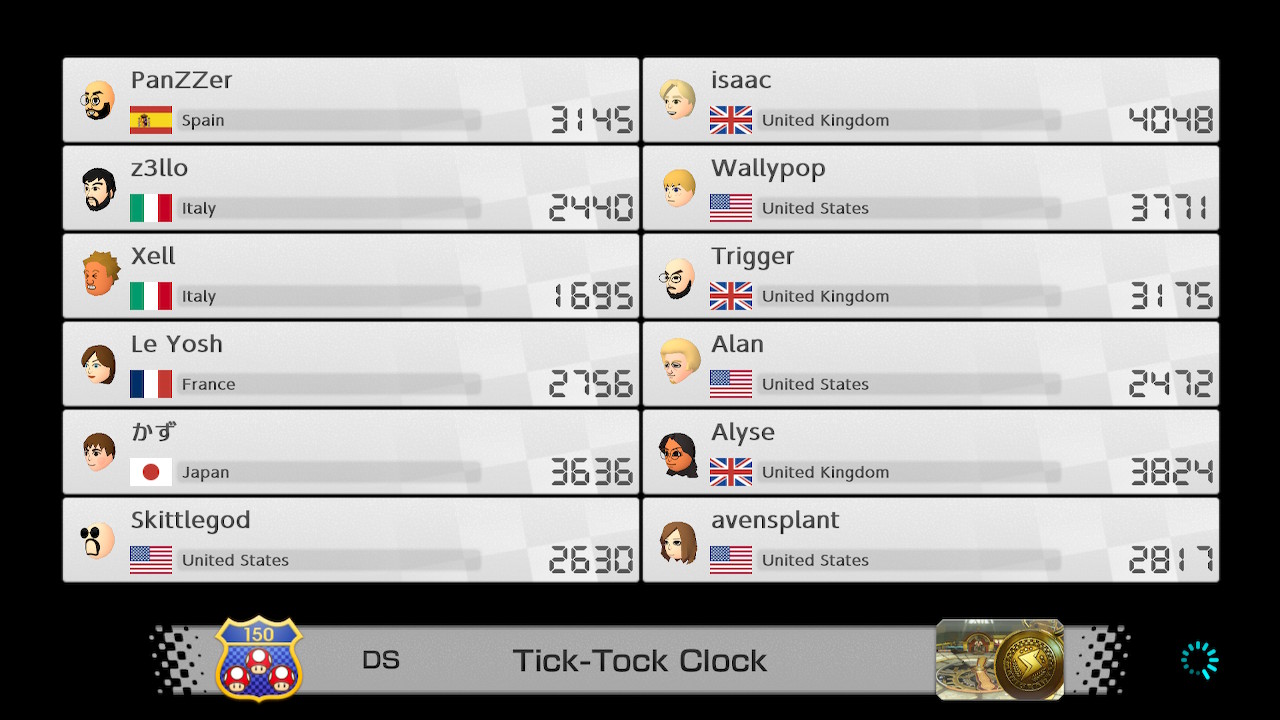 PanZZer
Spain
3145
z3llo
Italy
2440
Xell
Italy
1695
Le Yosh
France
2756
かず
Japan
3636
Skittlegod
United States
2630
isaac
United Kingdom
4048
Wallypop
United States
3771
Trigger
United Kingdom
3175
Alan
United States
2472
Alyse
United Kingdom
3824
avensplant
United States
2817
150
DS
Tick-Tock Clock